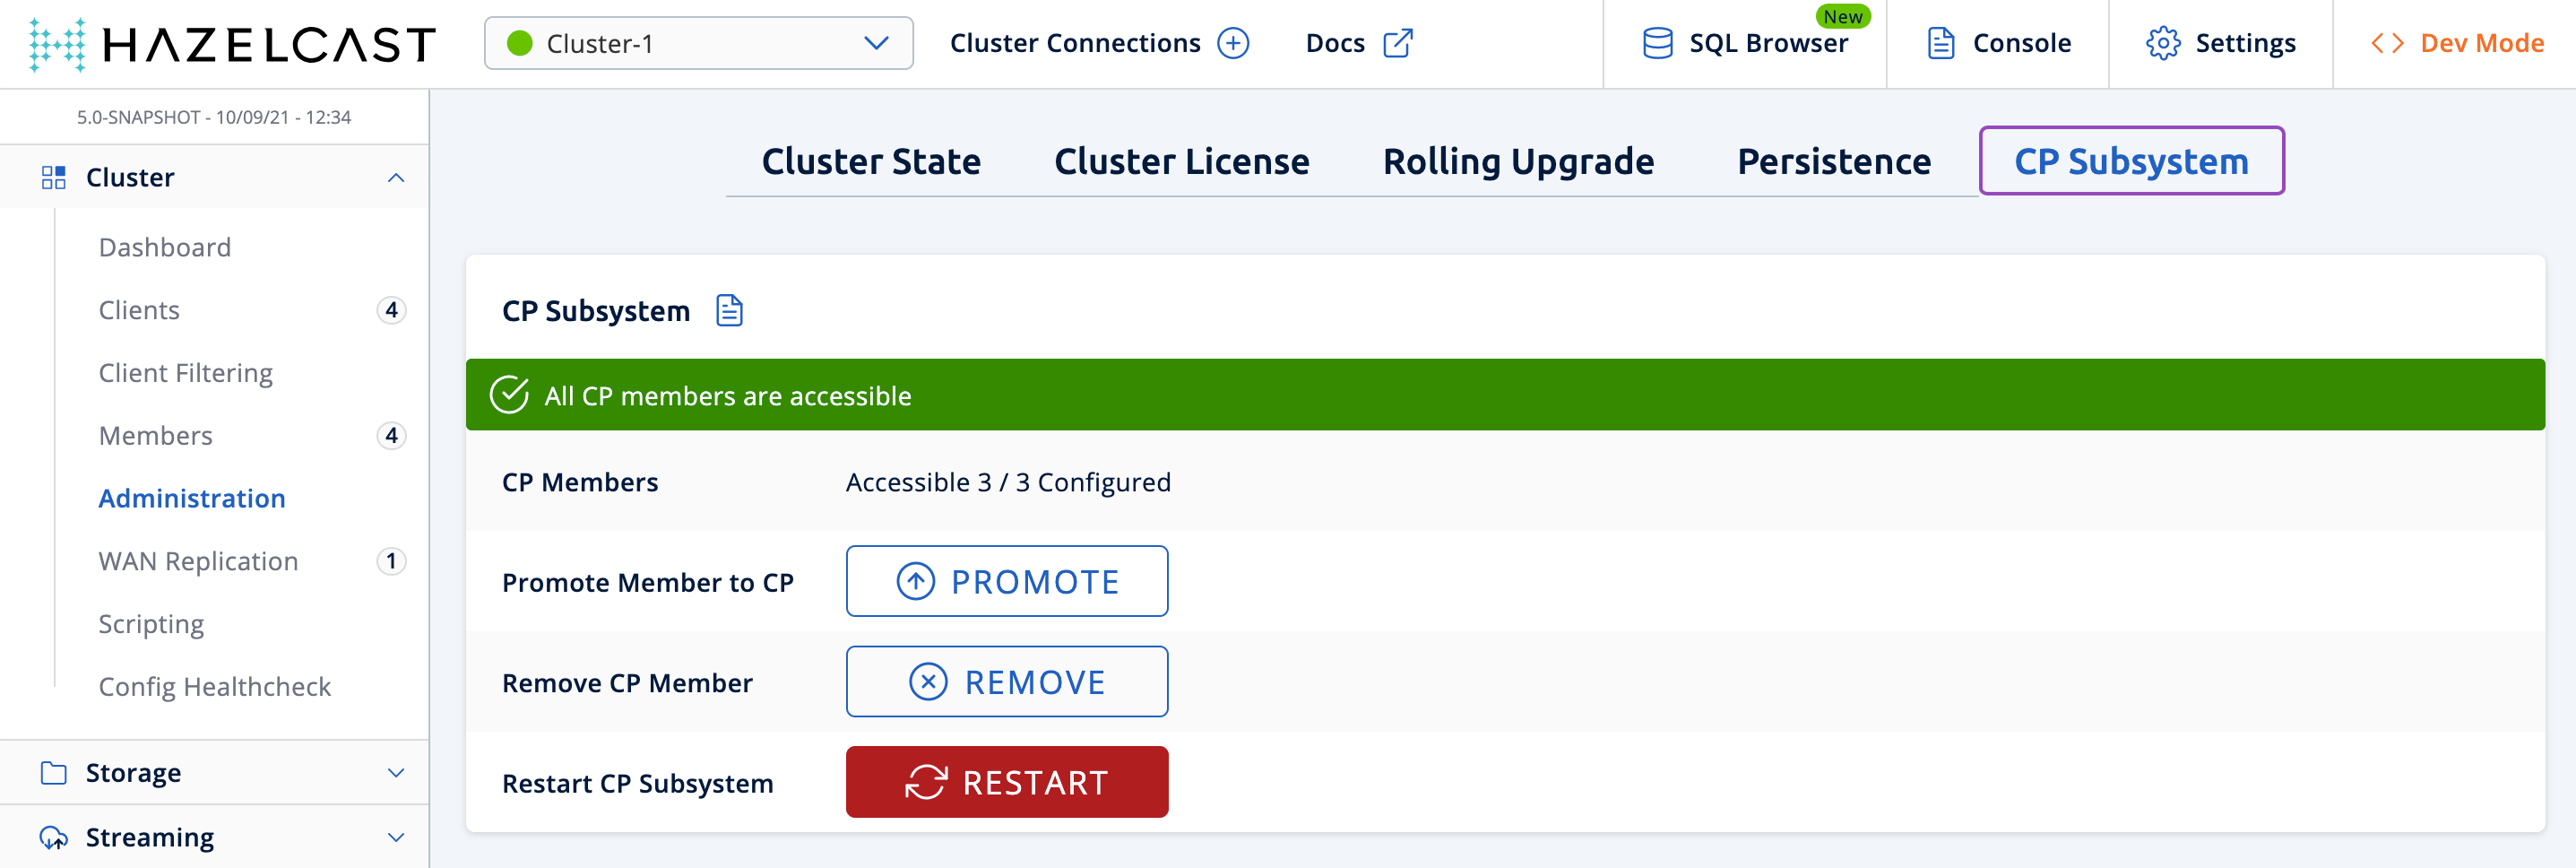 HAZELCAST
Cluster-1
Cluster Connections
Docs
SQL Browser
New
Console
Settings
Dev Mode
5.0-SNAPSHOT - 10/09/21 - 12:34
Cluster
Dashboard
Clients 4
Client Filtering
Members 4
Administration
WAN Replication 1
Scripting
Config Healthcheck
Storage
Streaming
Cluster State
Cluster License
Rolling Upgrade
Persistence
CP Subsystem
CP Subsystem
All CP members are accessible
CP Members Accessible 3 / 3 Configured
Promote Member to CP PROMOTE
Remove CP Member REMOVE
Restart CP Subsystem RESTART